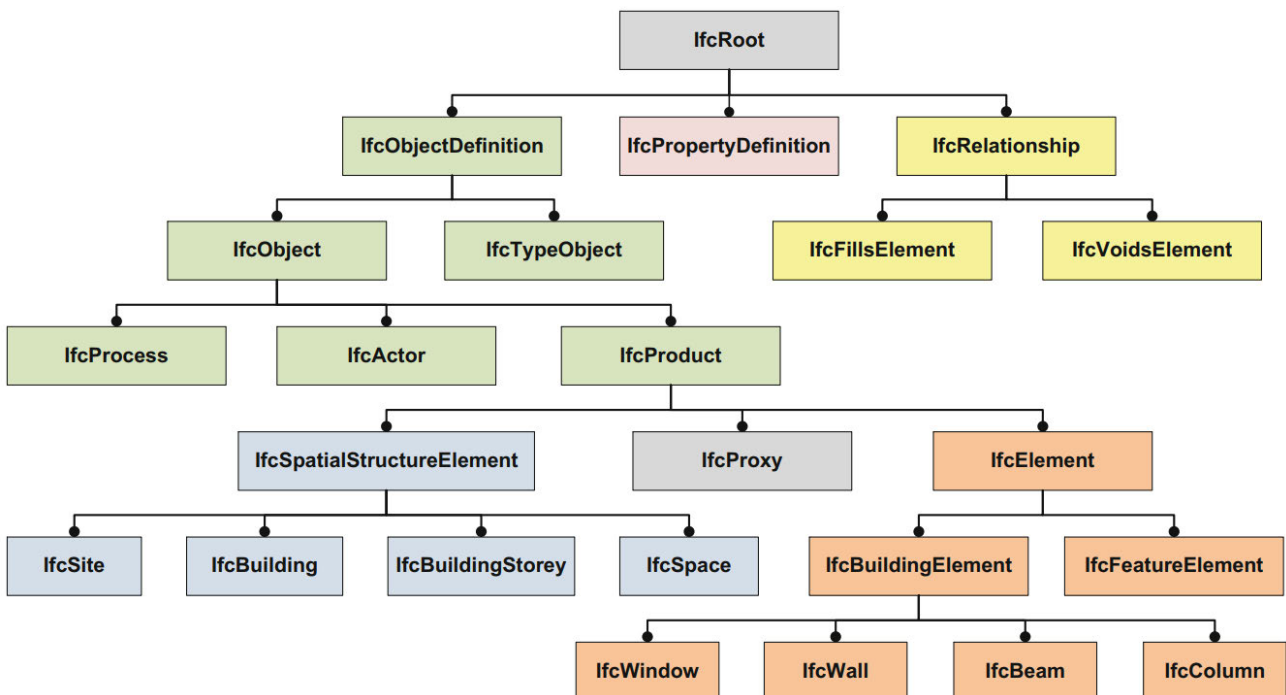 IfcRoot
IfcObjectDefinition
IfcPropertyDefinition
IfcRelationship
IfcObject
IfcTypeObject
IfcFillsElement
IfcVoidsElement
IfcProcess
IfcActor
IfcProduct
IfcSpatialStructureElement
IfcProxy
IfcElement
IfcSite
IfcBuilding
IfcBuildingStorey
IfcSpace
IfcBuildingElement
IfcFeatureElement
IfcWindow
IfcWall
IfcBeam
IfcColumn